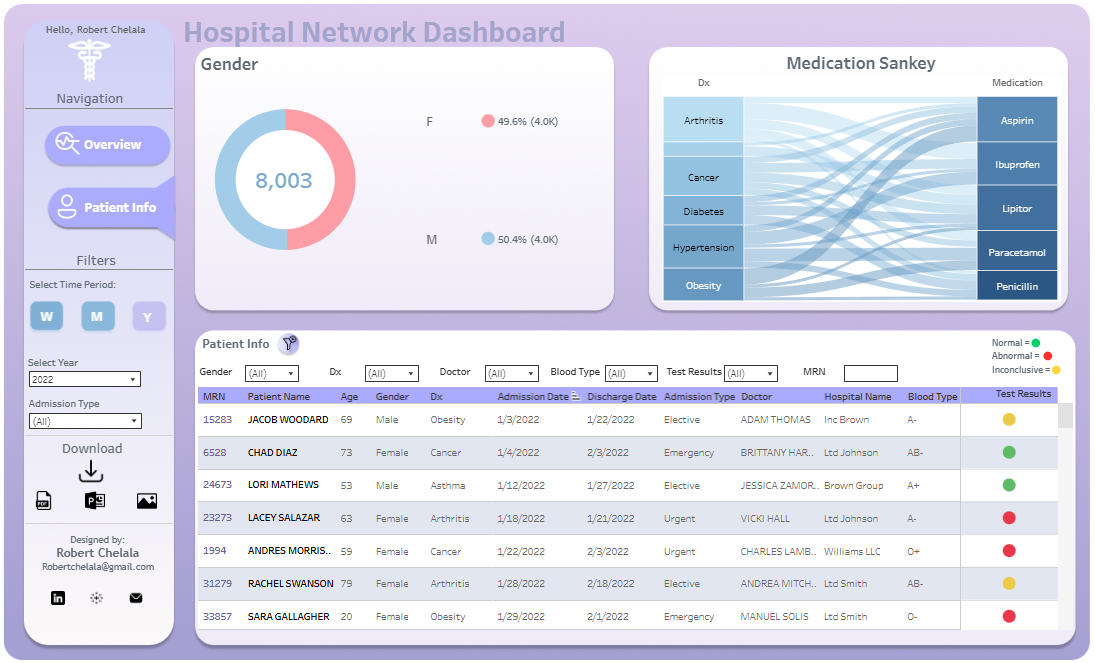 Hello, Robert Chelala
Navigation
Overview
Patient Info
Filters
Select Time Period:
W M Y
Select Year
2022
Admission Type
(All)
Download
PDF
P
Designed by:
Robert Chelala
Robertchelala@gmail.com
in
Hospital Network Dashboard
Gender
8,003
F 49.6% (4.0K)
M 50.4% (4.0K)
Medication Sankey
Dx Medication
Arthritis
Cancer
Diabetes
Hypertension
Obesity
Aspirin
Ibuprofen
Lipitor
Paracetamol
Penicillin
Patient Info
Normal =
Abnormal =
Inconclusive =
Gender (All) Dx (All) Doctor (All) Blood Type (All) Test Results (All) MRN
MRN Patient Name Age Gender Dx Admission Date Discharge Date Admission Type Doctor Hospital Name Blood Type Test Results
15283 JACOB WOODARD 69 Male Obesity 1/3/2022 1/22/2022 Elective ADAM THOMAS Inc Brown A-
6528 CHAD DIAZ 73 Female Cancer 1/4/2022 2/3/2022 Emergency BRITTANY HAR.. Ltd Johnson AB-
24673 LORI MATHEWS 53 Male Asthma 1/12/2022 1/27/2022 Elective JESSICA ZAMOR.. Brown Group A+
23273 LACEY SALAZAR 63 Female Arthritis 1/18/2022 1/21/2022 Urgent VICKI HALL Ltd Johnson A-
1994 ANDRES MORRIS.. 59 Female Cancer 1/22/2022 2/3/2022 Urgent CHARLES LAMB.. Williams LLC O+
31279 RACHEL SWANSON 79 Female Arthritis 1/28/2022 2/18/2022 Elective ANDREA MITCH.. Ltd Smith AB-
33857 SARA GALLAGHER 20 Female Obesity 1/29/2022 2/1/2022 Emergency MANUEL SOLIS Ltd Smith O-